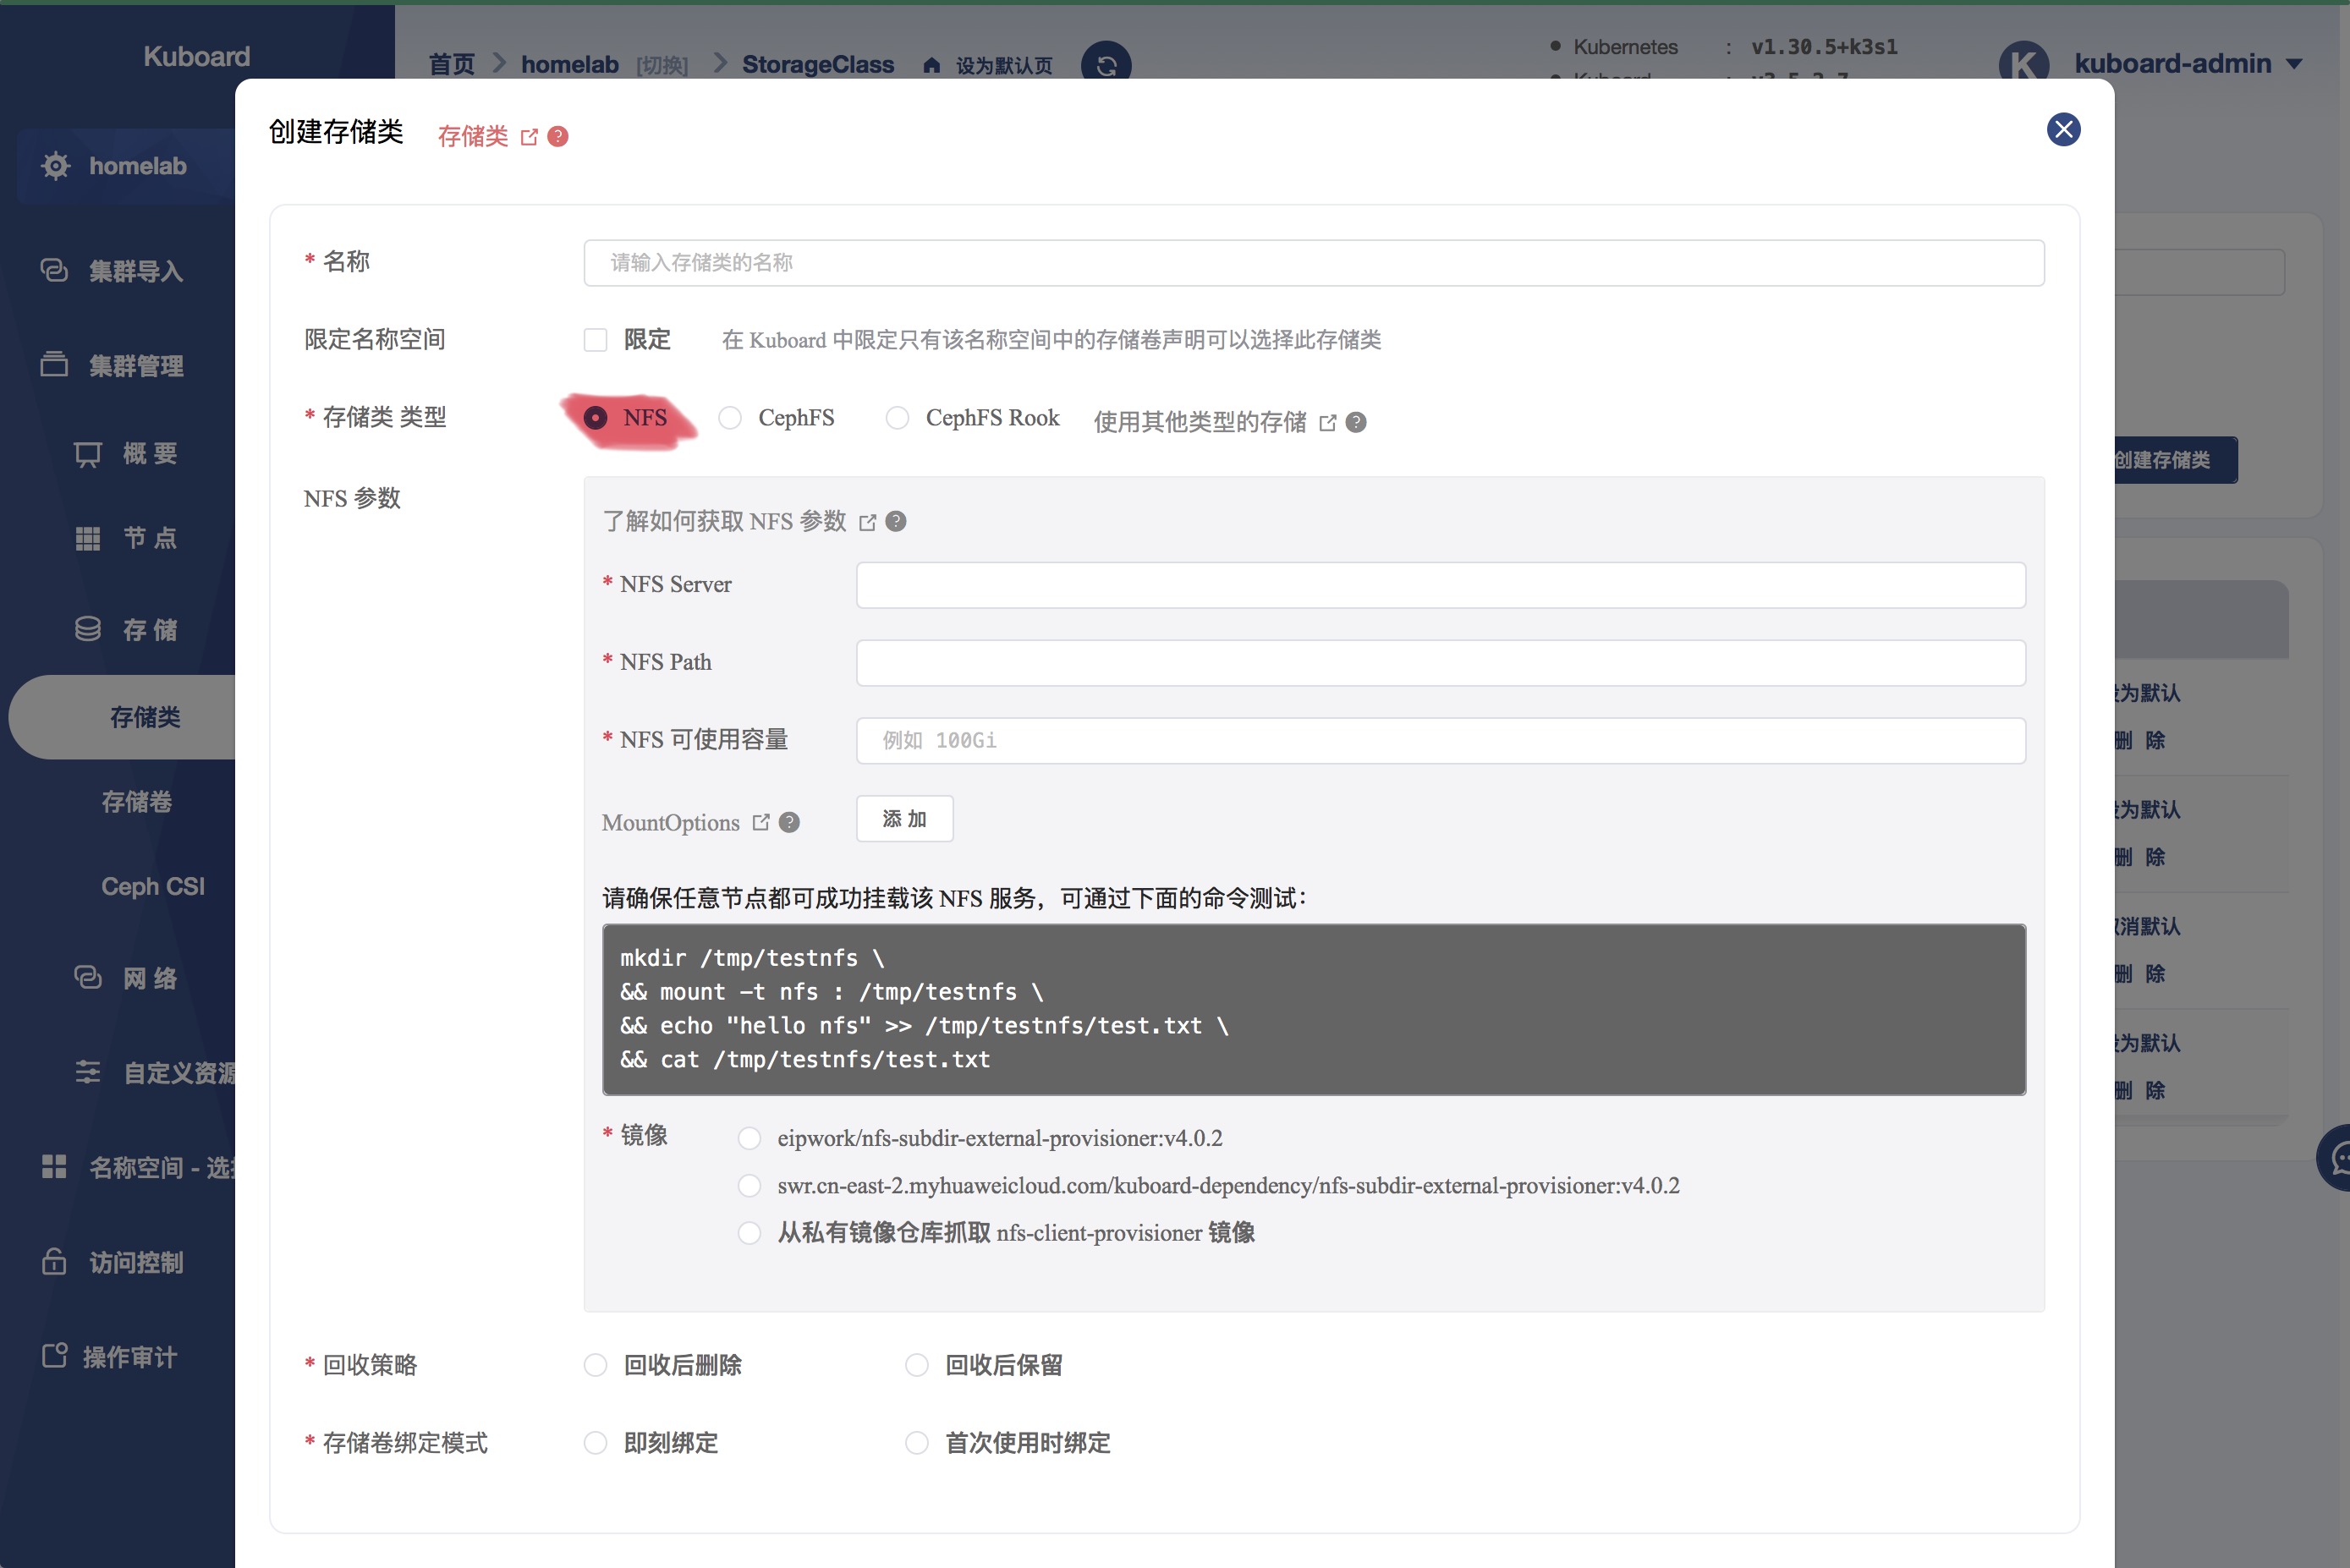 Kuboard
首页 homelab [切换] StorageClass 设为默认页
Kubernetes : v1.30.5+k3s1
kuboard-admin
homelab
集群导入
集群管理
概 要
节 点
存 储
存储类
存储卷
Ceph CSI
网 络
自定义资源
名称空间 - 选
访问控制
操作审计
创建存储类 存储类
* 名称 请输入存储类的名称
限定名称空间 限定 在 Kuboard 中限定只有该名称空间中的存储卷声明可以选择此存储类
* 存储类 类型 NFS CephFS CephFS Rook 使用其他类型的存储
NFS 参数
了解如何获取 NFS 参数
* NFS Server
* NFS Path
* NFS 可使用容量 例如 100Gi
MountOptions 添 加
请确保任意节点都可成功挂载该 NFS 服务，可通过下面的命令测试：
mkdir /tmp/testnfs \
&& mount -t nfs : /tmp/testnfs \
&& echo "hello nfs" >> /tmp/testnfs/test.txt \
&& cat /tmp/testnfs/test.txt
* 镜像 eipwork/nfs-subdir-external-provisioner:v4.0.2
swr.cn-east-2.myhuaweicloud.com/kuboard-dependency/nfs-subdir-external-provisioner:v4.0.2
从私有镜像仓库抓取 nfs-client-provisioner 镜像
* 回收策略 回收后删除 回收后保留
* 存储卷绑定模式 即刻绑定 首次使用时绑定
创建存储类
为默认
删 除
为默认
删 除
消默认
删 除
为默认
删 除